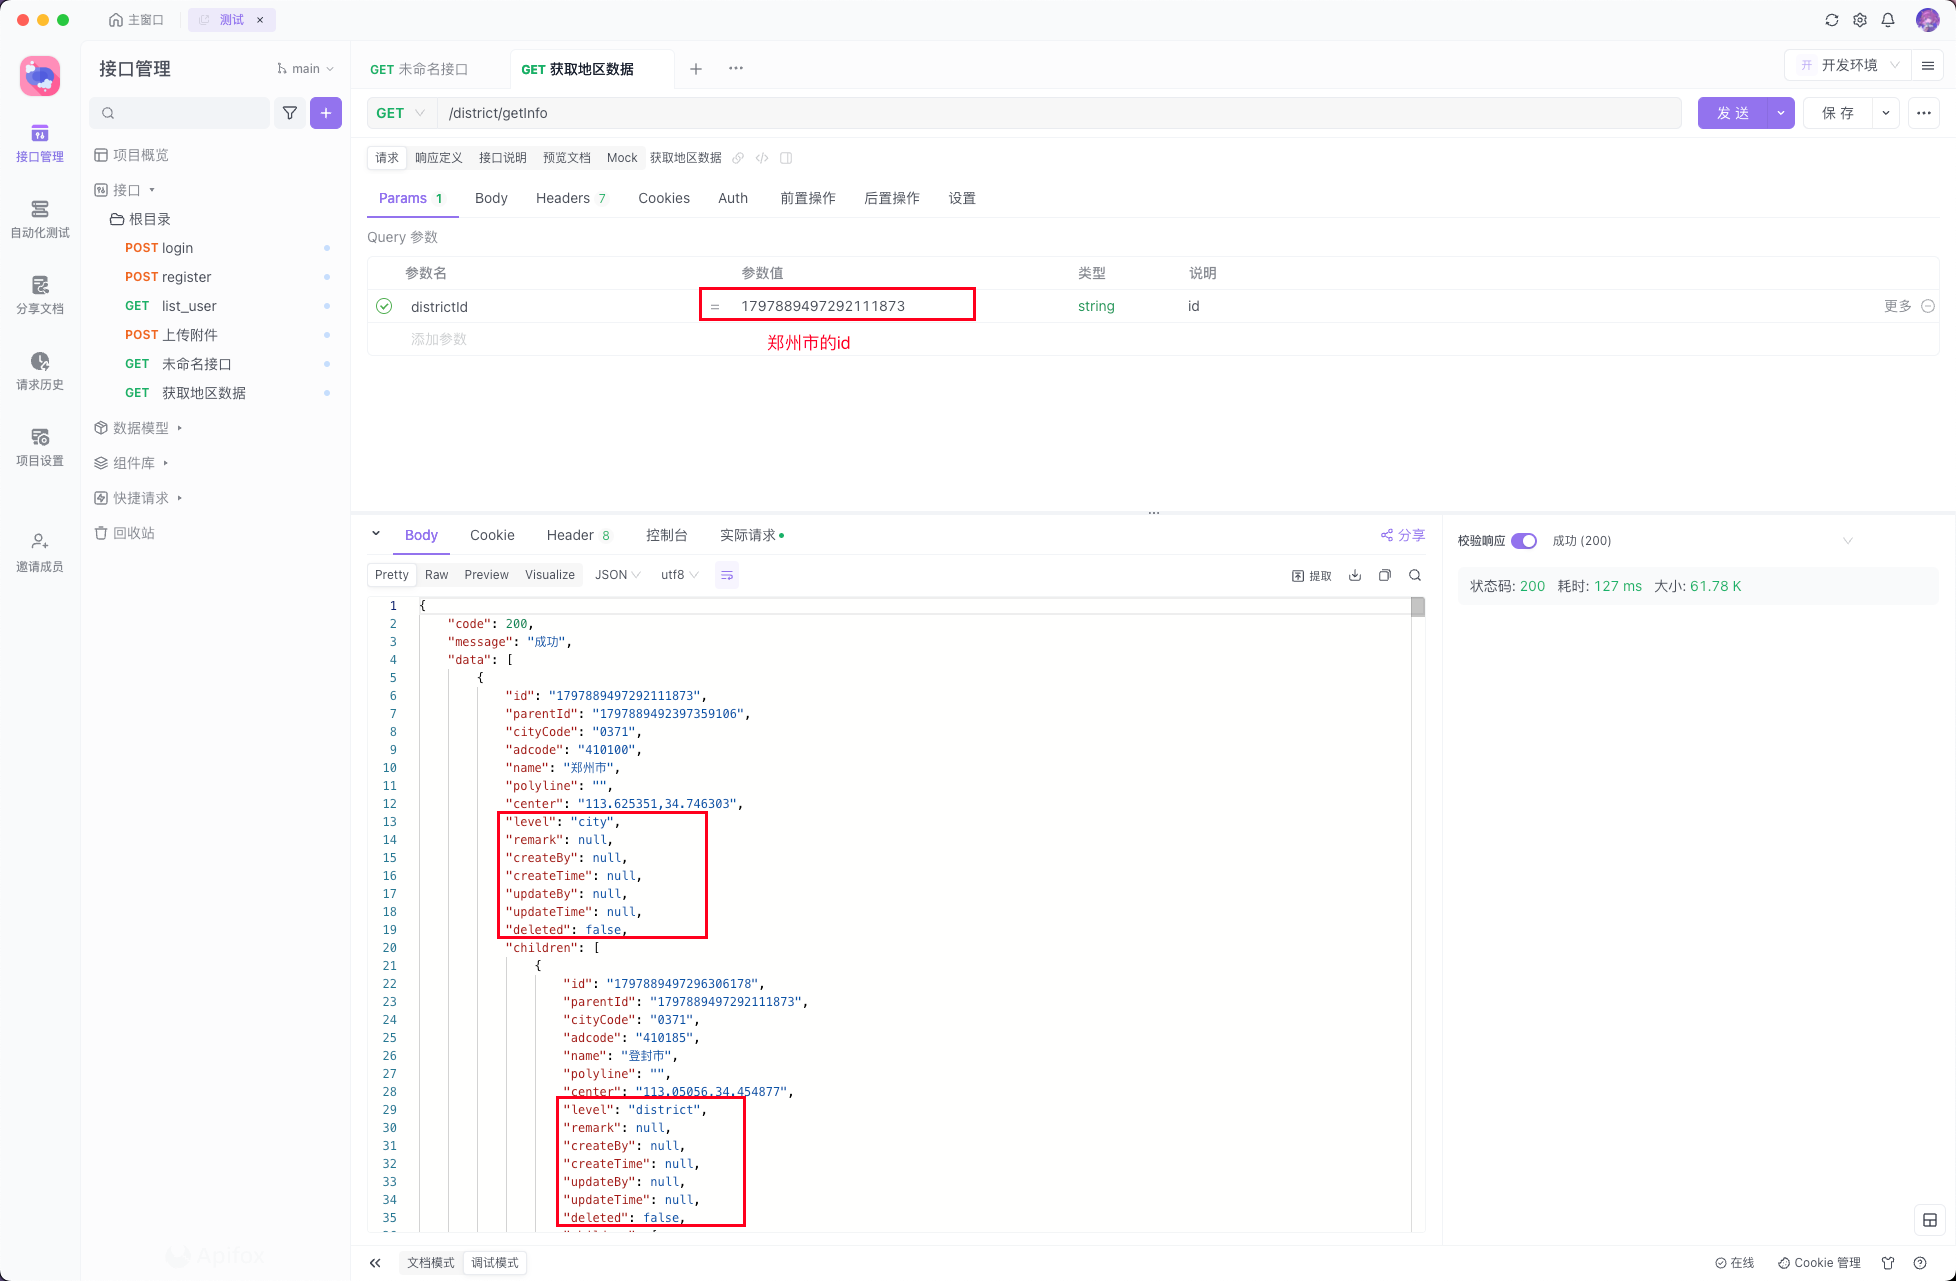 主窗口
测试 ×
接口管理
main
GET 未命名接口
GET 获取地区数据
+
...
开 开发环境
GET
/district/getInfo
发 送
保 存
请求 响应定义 接口说明 预览文档 Mock 获取地区数据
Params 1 Body Headers 7 Cookies Auth 前置操作 后置操作 设置
Query 参数
参数名 参数值 类型 说明
districtId = 1797889497292111873 string id 更多
添加参数
郑州市的id
接口管理
自动化测试
分享文档
请求历史
项目设置
邀请成员
项目概览
接口
根目录
POST login
POST register
GET list_user
POST 上传附件
GET 未命名接口
GET 获取地区数据
数据模型
组件库
快捷请求
回收站
Body Cookie Header 8 控制台 实际请求
分享
Pretty Raw Preview Visualize JSON utf8
提取
校验响应 成功 (200)
状态码: 200 耗时: 127 ms 大小: 61.78 K
1 {
2 "code": 200,
3 "message": "成功",
4 "data": [
5 {
6 "id": "1797889497292111873",
7 "parentId": "1797889492397359106",
8 "cityCode": "0371",
9 "adcode": "410100",
10 "name": "郑州市",
11 "polyline": "",
12 "center": "113.625351,34.746303",
13 "level": "city",
14 "remark": null,
15 "createBy": null,
16 "createTime": null,
17 "updateBy": null,
18 "updateTime": null,
19 "deleted": false,
20 "children": [
21 {
22 "id": "1797889497296306178",
23 "parentId": "1797889497292111873",
24 "cityCode": "0371",
25 "adcode": "410185",
26 "name": "登封市",
27 "polyline": "",
28 "center": "113.05056,34.454877",
29 "level": "district",
30 "remark": null,
31 "createBy": null,
32 "createTime": null,
33 "updateBy": null,
34 "updateTime": null,
35 "deleted": false,
Apifox
文档模式 调试模式
在线 Cookie 管理